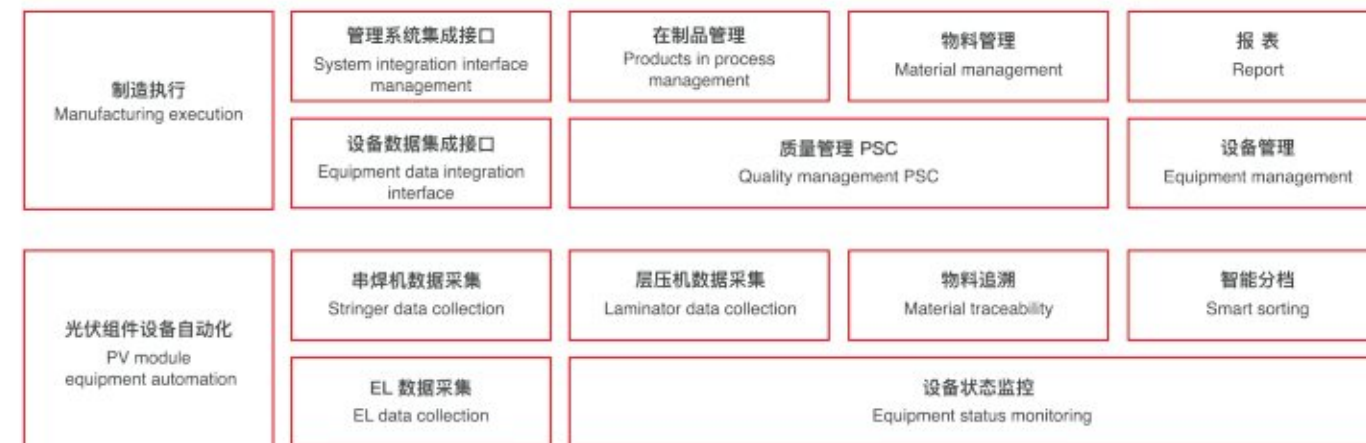 制造执行
Manufacturing execution
管理系统集成接口
System integration interface
management
在制品管理
Products in process
management
物料管理
Material management
报 表
Report
设备数据集成接口
Equipment data integration
interface
质量管理 PSC
Quality management PSC
设备管理
Equipment management
光伏组件设备自动化
PV module
equipment automation
串焊机数据采集
Stringer data collection
层压机数据采集
Laminator data collection
物料追溯
Material traceability
智能分档
Smart sorting
EL 数据采集
EL data collection
设备状态监控
Equipment status monitoring